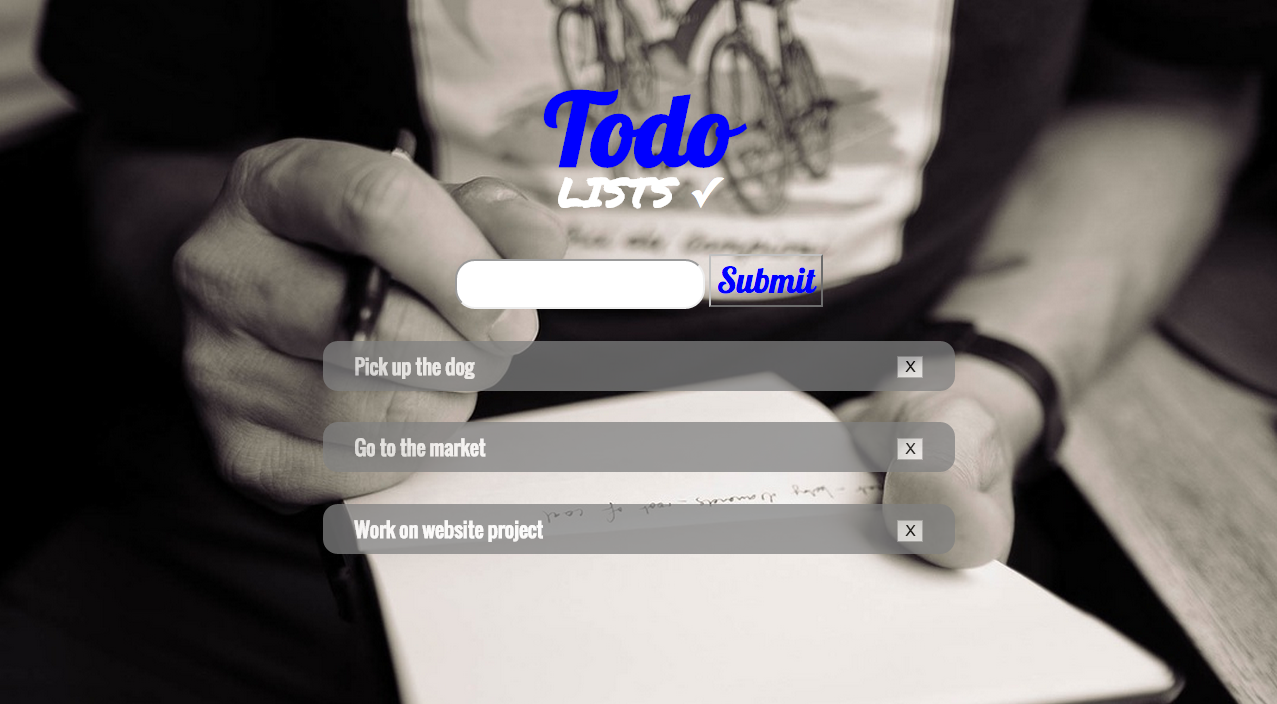 Todo
LISTS ✓
Submit
Pick up the dog
X
Go to the market
X
Work on website project
X